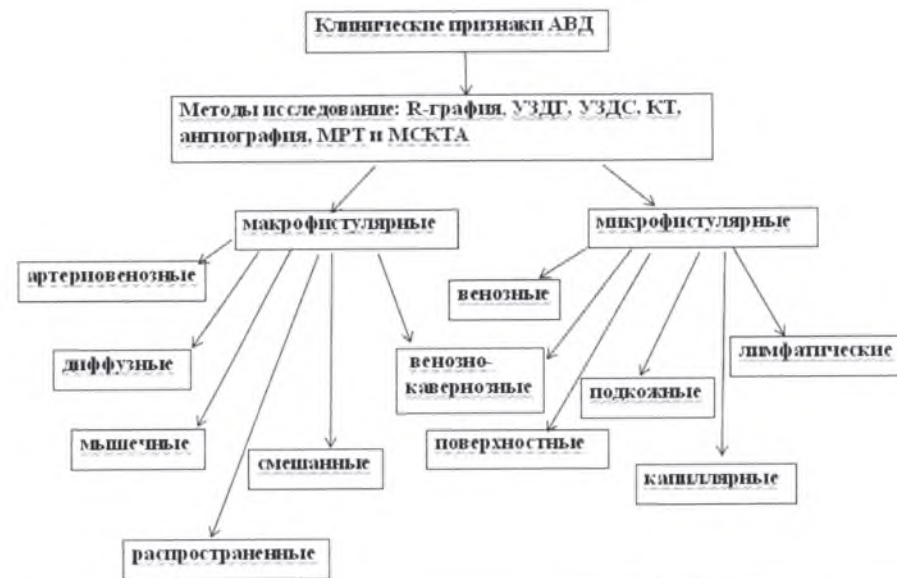 Клинические признаки АВД
Методы исследование: R-графия, УЗДГ, УЗДС, КТ,
ангиография, МРТ и МСКТА
макрофистулярные
микрофистулярные
артериовенозные
венозные
диффузные
венозно-
кавернозные
лимфатические
подкожные
мышечные
смешанные
поверхностные
капиллярные
распространенные